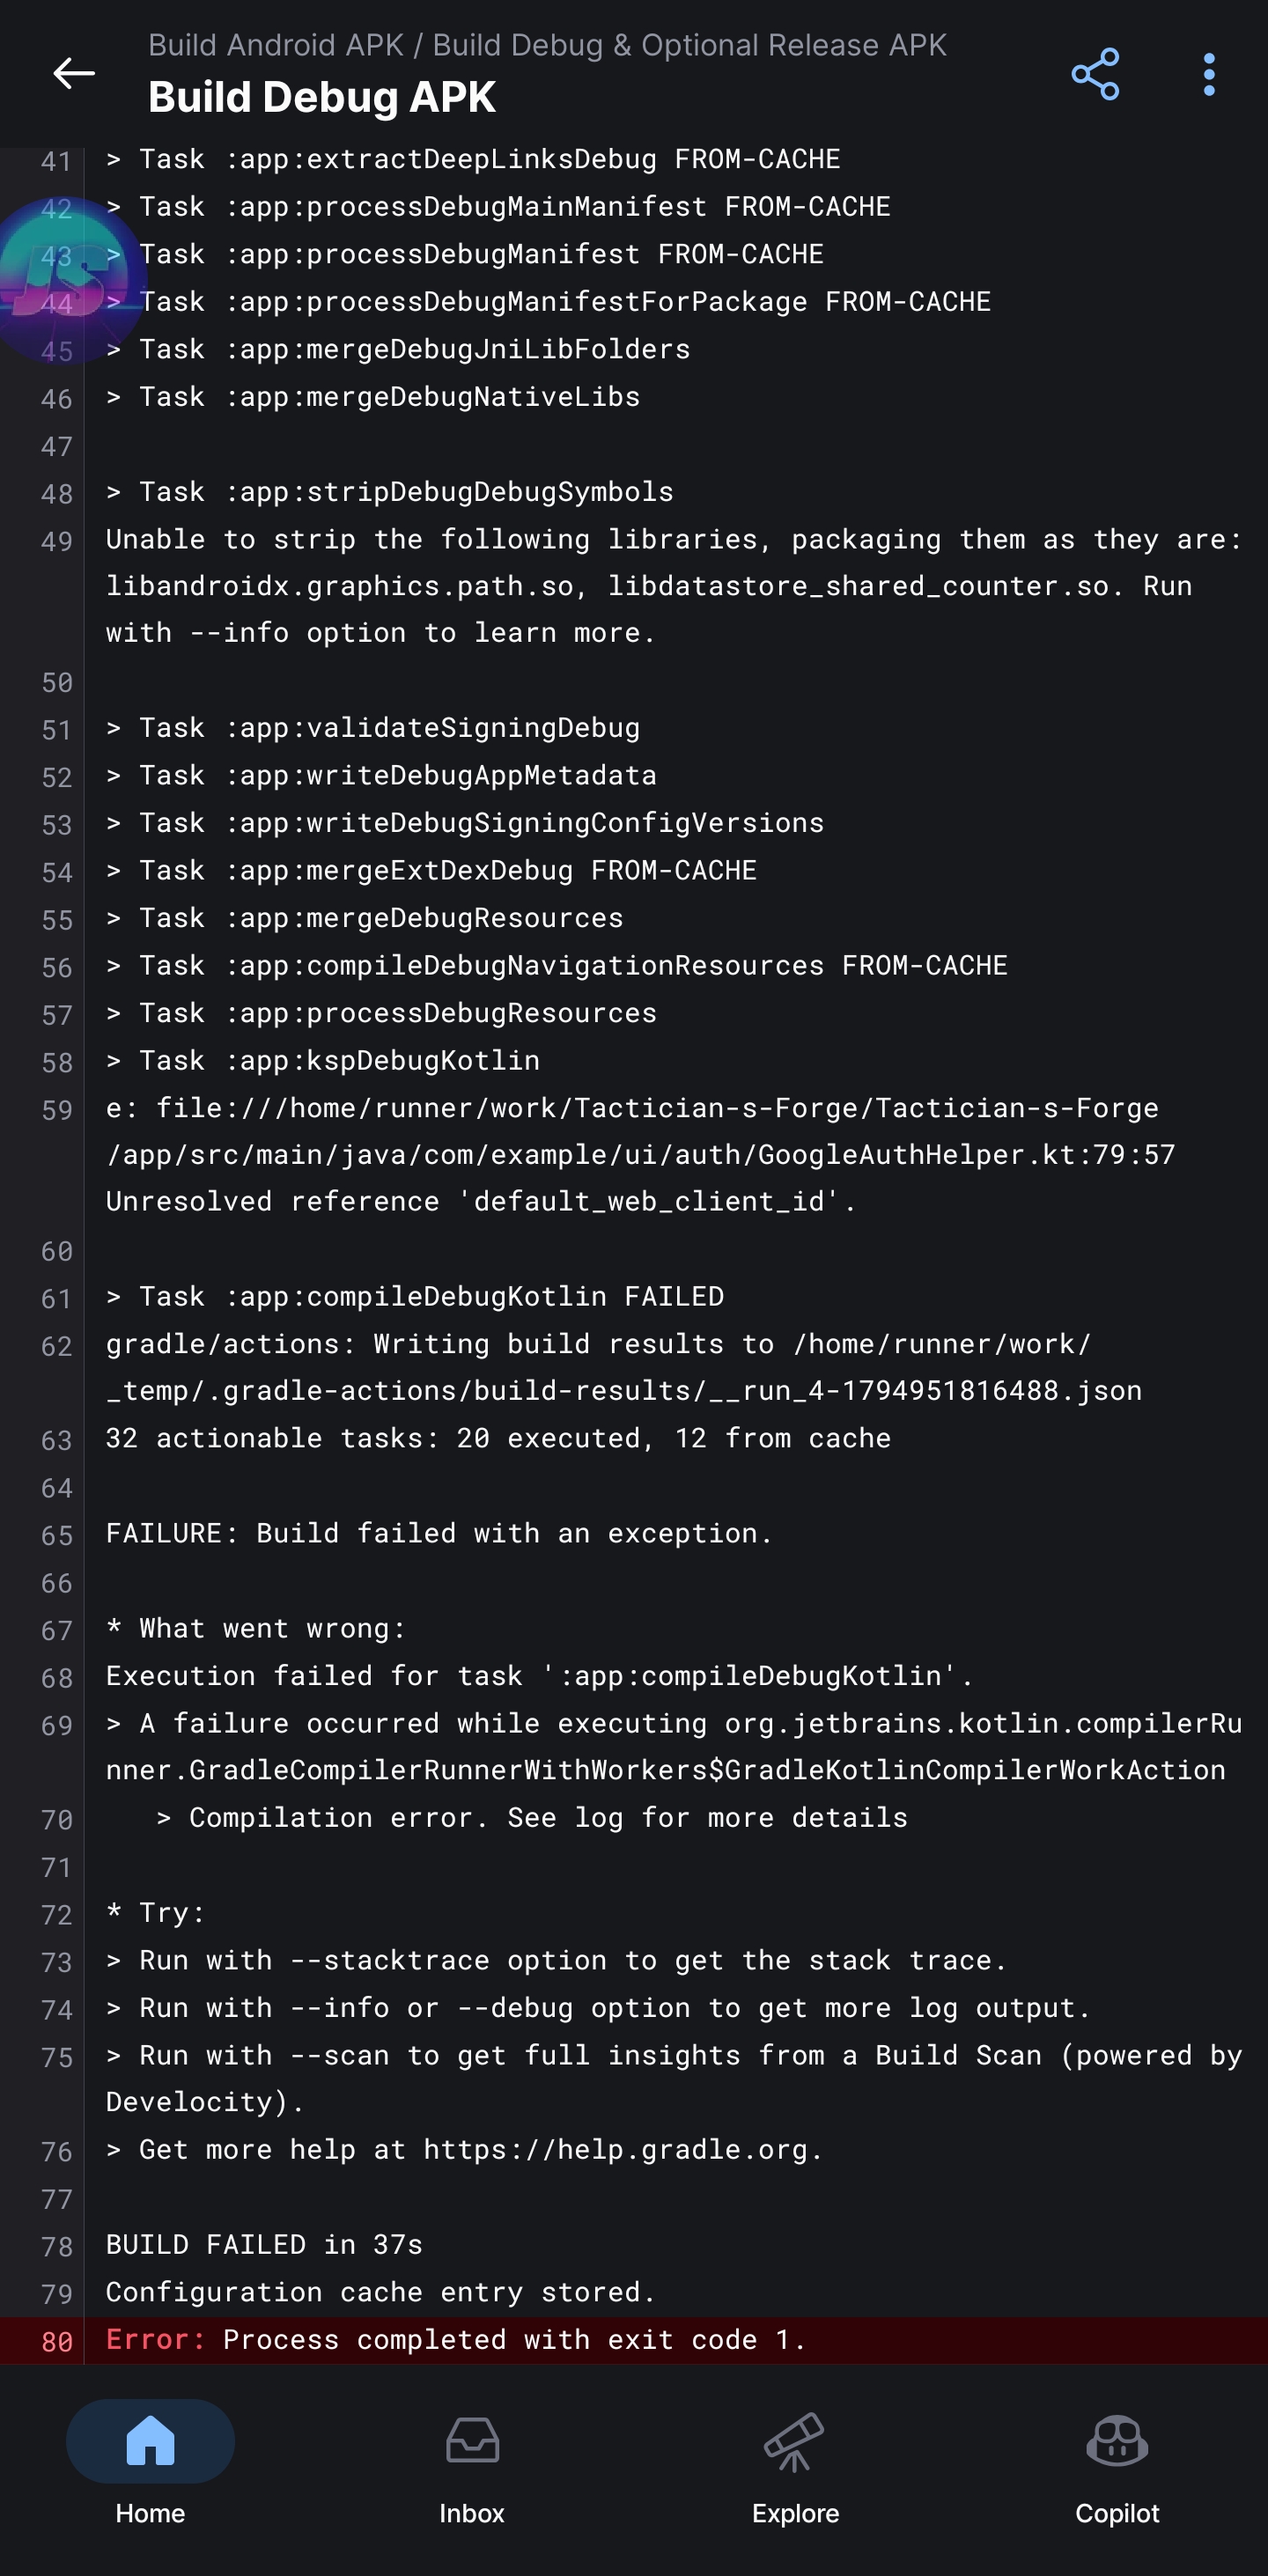 Build Android APK / Build Debug & Optional Release APK
Build Debug APK
41 > Task :app:extractDeepLinksDebug FROM-CACHE
42 > Task :app:processDebugMainManifest FROM-CACHE
43 > Task :app:processDebugManifest FROM-CACHE
44 > Task :app:processDebugManifestForPackage FROM-CACHE
45 > Task :app:mergeDebugJniLibFolders
46 > Task :app:mergeDebugNativeLibs
47
48 > Task :app:stripDebugDebugSymbols
49 Unable to strip the following libraries, packaging them as they are:
libandroidx.graphics.path.so, libdatastore_shared_counter.so. Run
with --info option to learn more.
50
51 > Task :app:validateSigningDebug
52 > Task :app:writeDebugAppMetadata
53 > Task :app:writeDebugSigningConfigVersions
54 > Task :app:mergeExtDexDebug FROM-CACHE
55 > Task :app:mergeDebugResources
56 > Task :app:compileDebugNavigationResources FROM-CACHE
57 > Task :app:processDebugResources
58 > Task :app:kspDebugKotlin
59 e: file:///home/runner/work/Tactician-s-Forge/Tactician-s-Forge
/app/src/main/java/com/example/ui/auth/GoogleAuthHelper.kt:79:57
Unresolved reference 'default_web_client_id'.
60
61 > Task :app:compileDebugKotlin FAILED
62 gradle/actions: Writing build results to /home/runner/work/
_temp/.gradle-actions/build-results/__run_4-1794951816488.json
63 32 actionable tasks: 20 executed, 12 from cache
64
65 FAILURE: Build failed with an exception.
66
67 * What went wrong:
68 Execution failed for task ':app:compileDebugKotlin'.
69 > A failure occurred while executing org.jetbrains.kotlin.compilerRu
nner.GradleCompilerRunnerWithWorkers$GradleKotlinCompilerWorkAction
70 > Compilation error. See log for more details
71
72 * Try:
73 > Run with --stacktrace option to get the stack trace.
74 > Run with --info or --debug option to get more log output.
75 > Run with --scan to get full insights from a Build Scan (powered by
Develocity).
76 > Get more help at https://help.gradle.org.
77
78 BUILD FAILED in 37s
79 Configuration cache entry stored.
80 Error: Process completed with exit code 1.
JS
Home
Inbox
Explore
Copilot